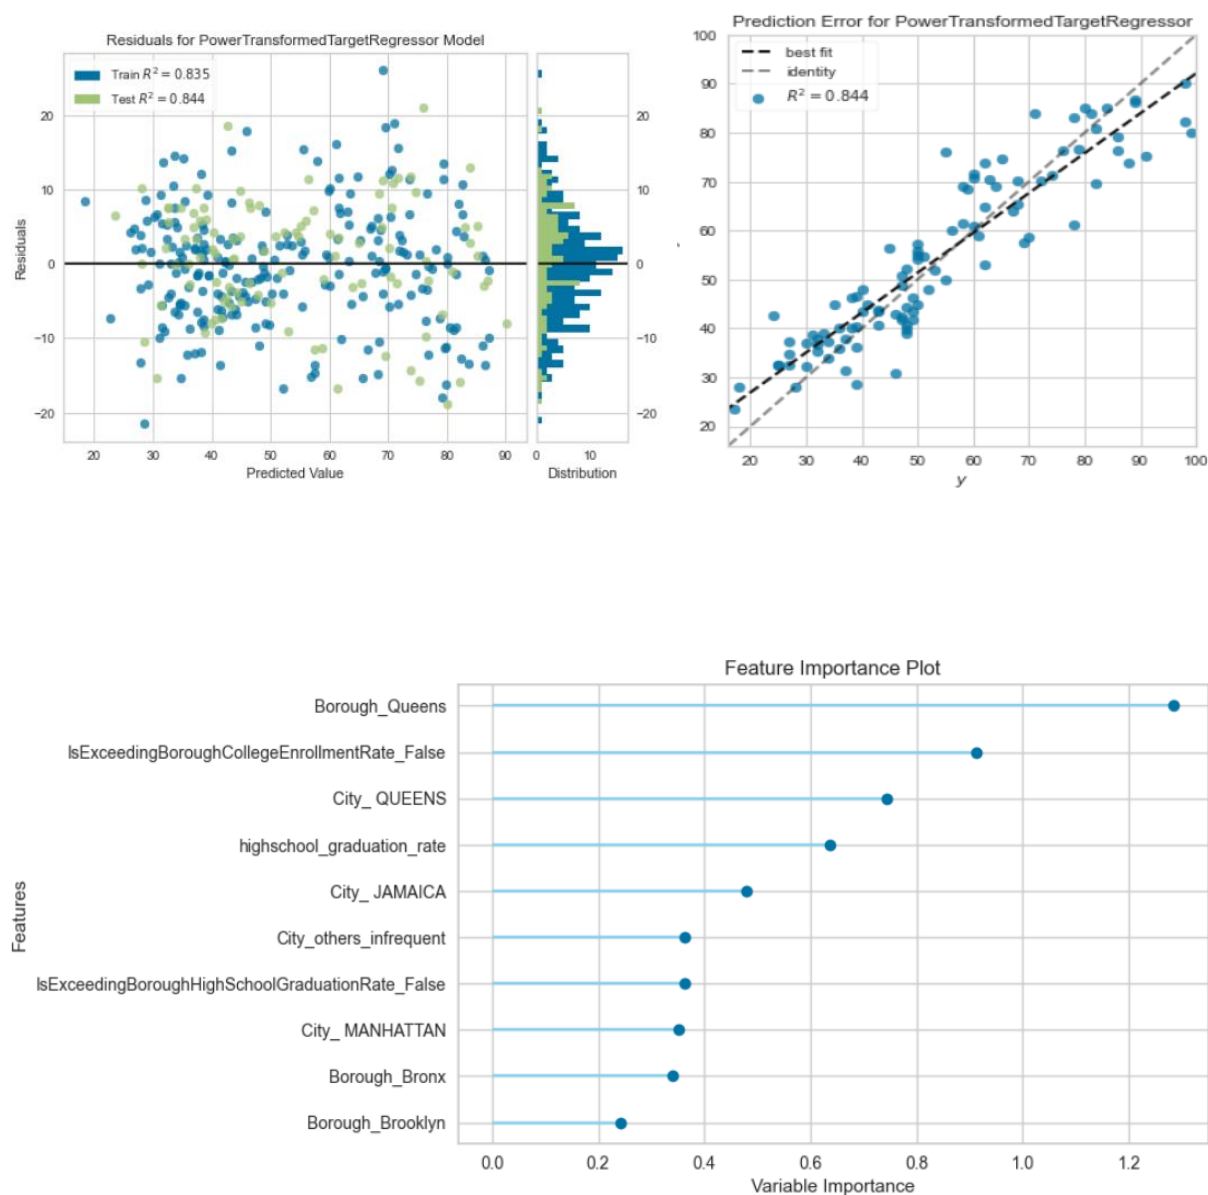 Residuals for PowerTransformedTargetRegressor Model
Train R² = 0.835
Test R² = 0.844
Residuals
20
10
0
−10
−20
20
10
0
−10
−20
20 30 40 50 60 70 80 90
0 10
Predicted Value
Distribution
Prediction Error for PowerTransformedTargetRegressor
best fit
identity
R² = 0.844
100
90
80
70
60
50
40
30
20
20 30 40 50 60 70 80 90 100
y
Feature Importance Plot
Features
Borough_Queens
IsExceedingBoroughCollegeEnrollmentRate_False
City_ QUEENS
highschool_graduation_rate
City_ JAMAICA
City_others_infrequent
IsExceedingBoroughHighSchoolGraduationRate_False
City_ MANHATTAN
Borough_Bronx
Borough_Brooklyn
0.0 0.2 0.4 0.6 0.8 1.0 1.2
Variable Importance